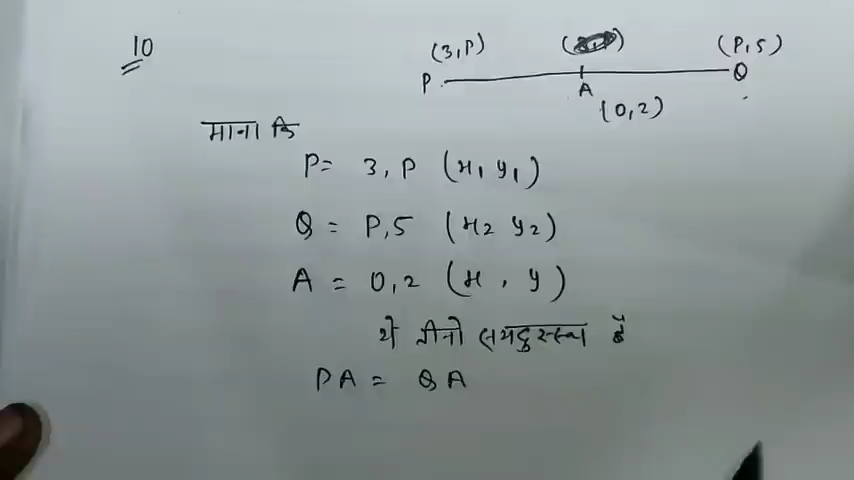 10
(3,P) (P,5)
P A Q
(0,2)
माना कि
P= 3, P (x₁ y₁)
Q = P,5 (x₂ y₂)
A = 0,2 (x , y)
ये तीनो समदुरस्था है
PA = QA